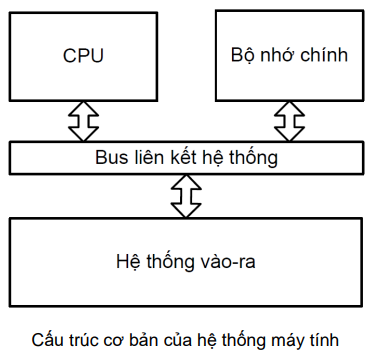 CPU
Bộ nhớ chính
Bus liên kết hệ thống
Hệ thống vào-ra
Cấu trúc cơ bản của hệ thống máy tính